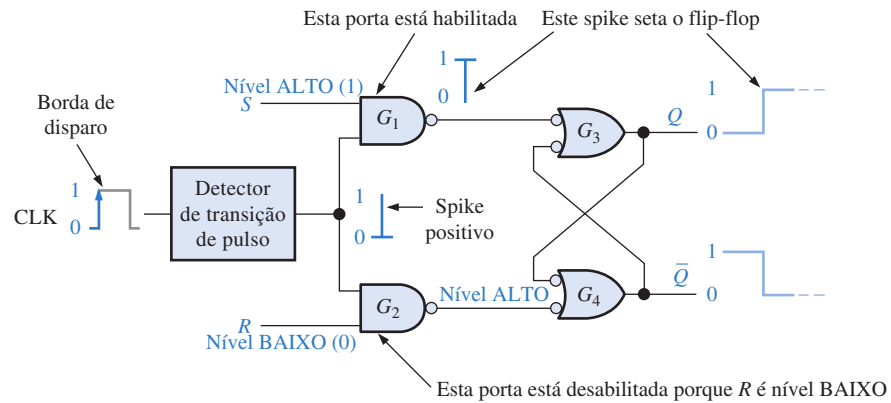 Esta porta está habilitada
Este spike seta o flip-flop
Nível ALTO (1)
S
G1
1
0
G3
Q
1
0
Borda de
disparo
1
0
CLK
Detector
de transição
de pulso
1
0
Spike
positivo
G2
Nível ALTO
G4
Q̄
1
0
R
Nível BAIXO (0)
Esta porta está desabilitada porque R é nível BAIXO